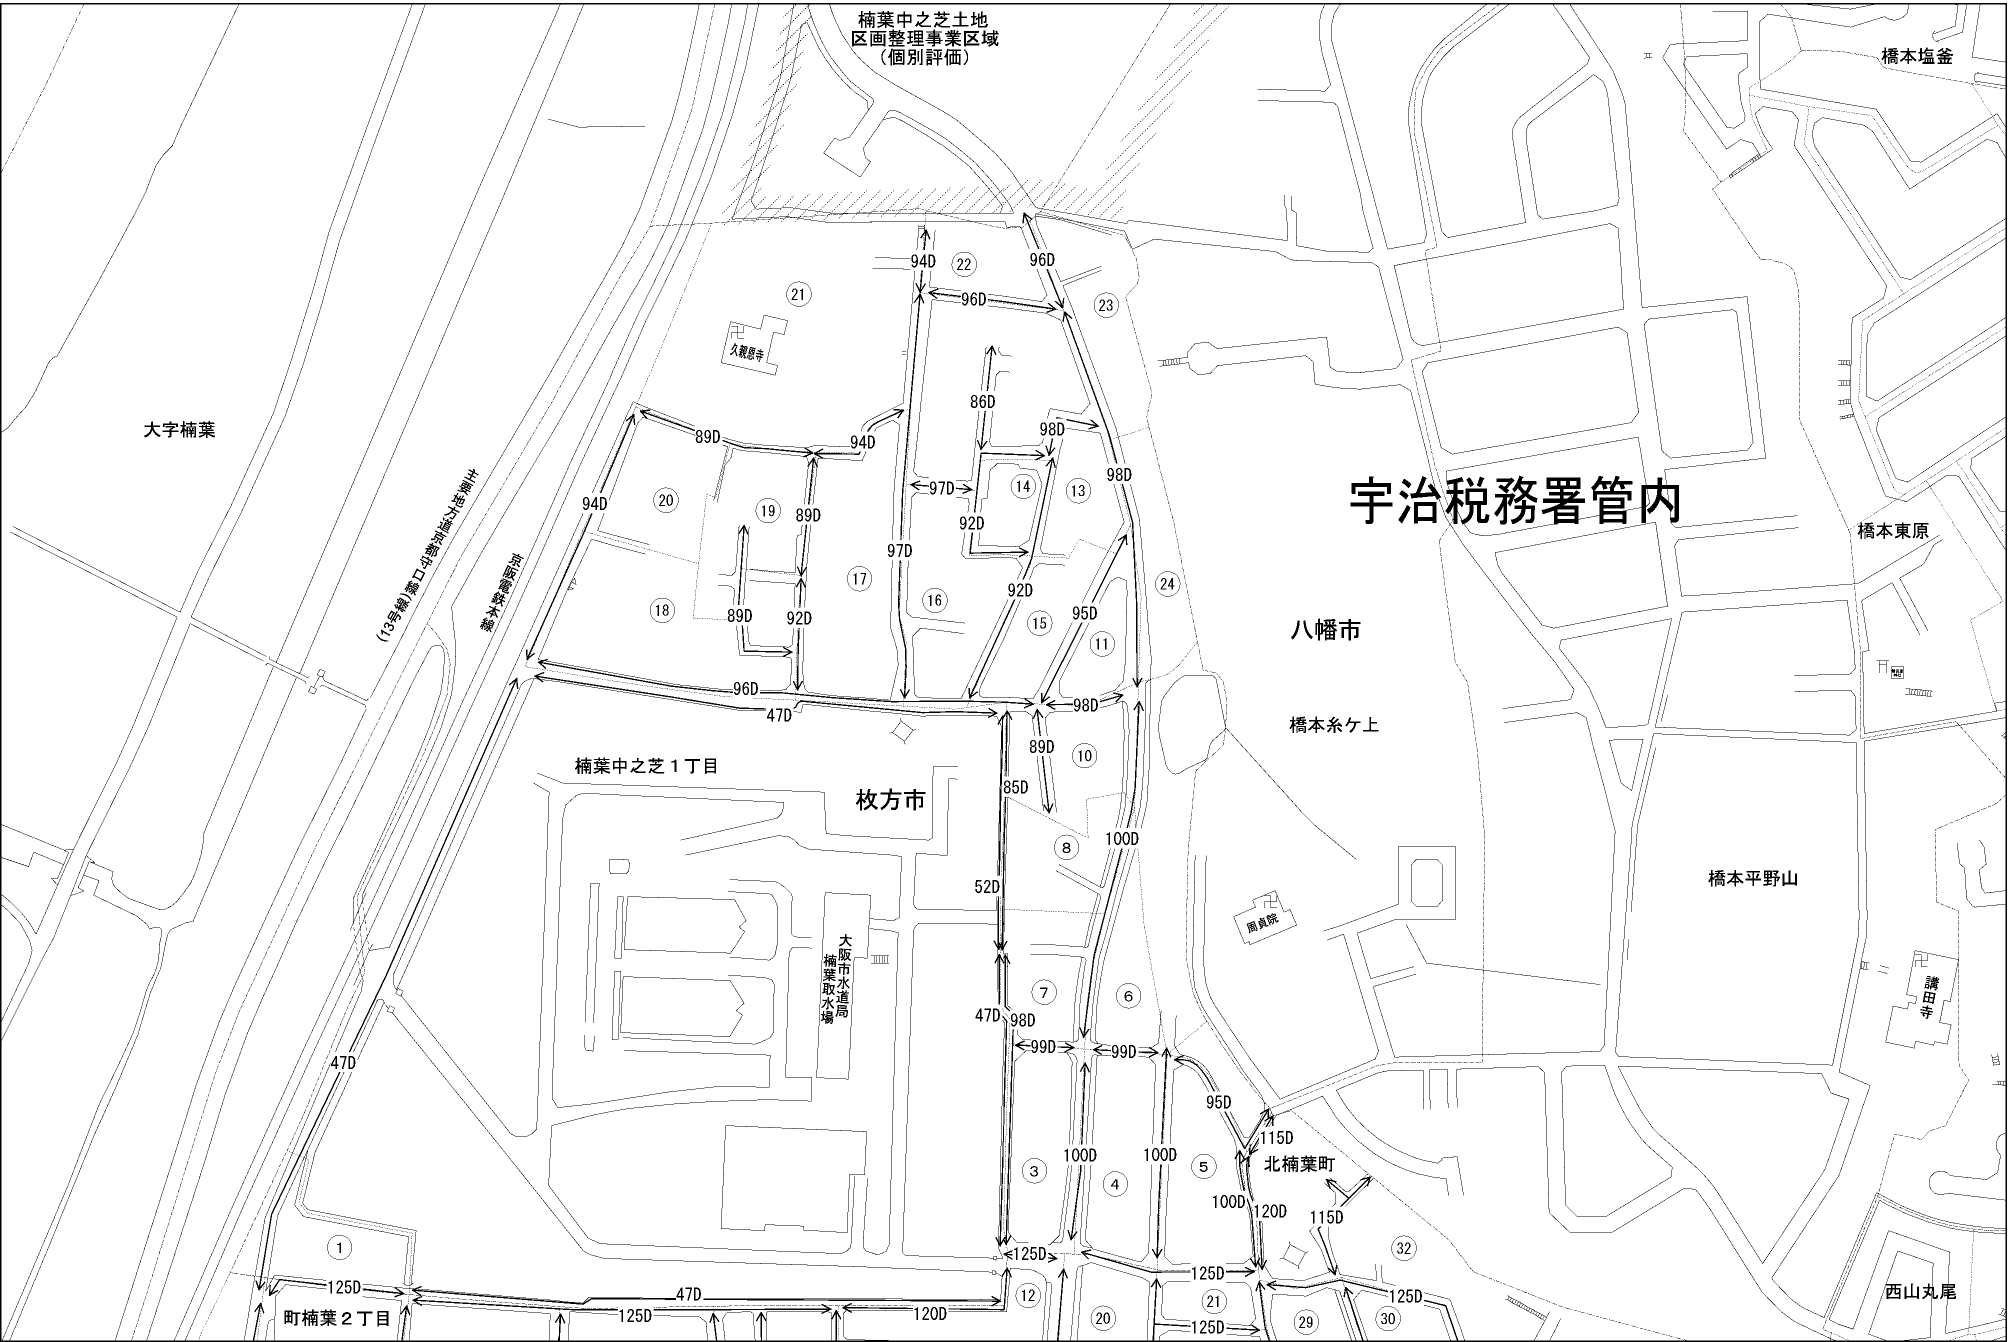 楠葉中之芝土地
区画整理事業区域
（個別評価）
橋本塩釜
96D
94D
22
96D
21
23
久親恩寺
86D
大字楠葉
89D
94D
98D
主要地方道京都守口線
(13号線)
京阪電鉄本線
94D
20
19
89D
97D
14
13
98D
宇治税務署管内
橋本東原
92D
97D
17
16
92D
24
18
89D
92D
15
95D
11
八幡市
96D
47D
98D
橋本糸ケ上
89D
10
楠葉中之芝１丁目
枚方市
85D
100D
8
52D
橋本平野山
周貞院
大阪市水道局
楠葉取水場
講田寺
7
6
47D
98D
99D
99D
47D
95D
115D
北楠葉町
3
100D
4
100D
5
100D
120D
115D
1
125D
125D
32
125D
47D
125D
120D
12
20
21
125D
29
30
125D
西山丸尾
町楠葉２丁目